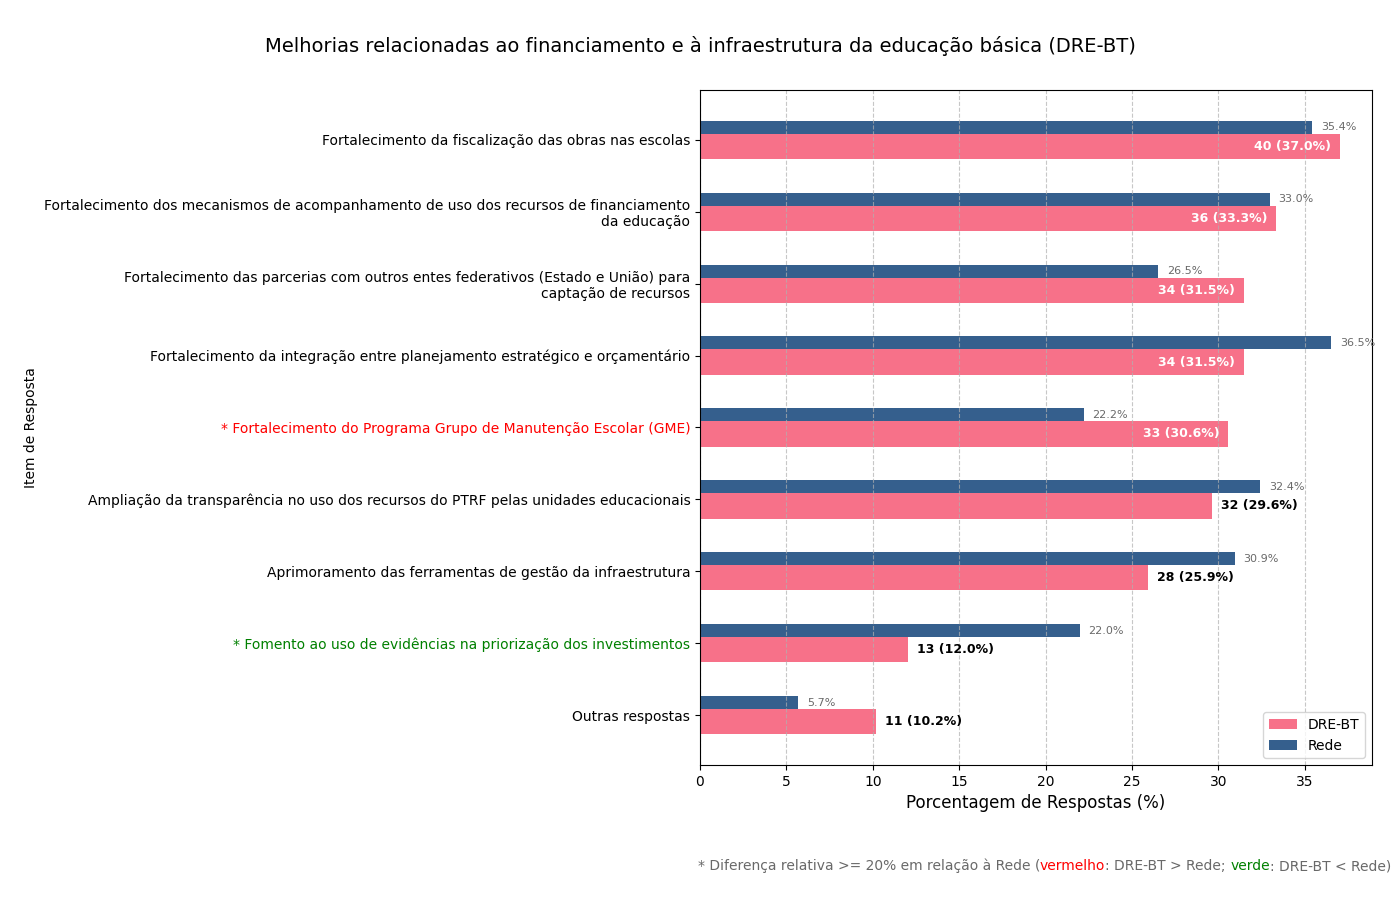 Melhorias relacionadas ao financiamento e à infraestrutura da educação básica (DRE-BT)
Item de Resposta
Fortalecimento da fiscalização das obras nas escolas
35.4%
40 (37.0%)
Fortalecimento dos mecanismos de acompanhamento de uso dos recursos de financiamento
da educação
33.0%
36 (33.3%)
Fortalecimento das parcerias com outros entes federativos (Estado e União) para
captação de recursos
26.5%
34 (31.5%)
Fortalecimento da integração entre planejamento estratégico e orçamentário
36.5%
34 (31.5%)
* Fortalecimento do Programa Grupo de Manutenção Escolar (GME)
22.2%
33 (30.6%)
Ampliação da transparência no uso dos recursos do PTRF pelas unidades educacionais
32.4%
32 (29.6%)
Aprimoramento das ferramentas de gestão da infraestrutura
30.9%
28 (25.9%)
* Fomento ao uso de evidências na priorização dos investimentos
22.0%
13 (12.0%)
Outras respostas
5.7%
11 (10.2%)
DRE-BT
Rede
0 5 10 15 20 25 30 35
Porcentagem de Respostas (%)
* Diferença relativa >= 20% em relação à Rede (vermelho: DRE-BT > Rede; verde: DRE-BT < Rede)